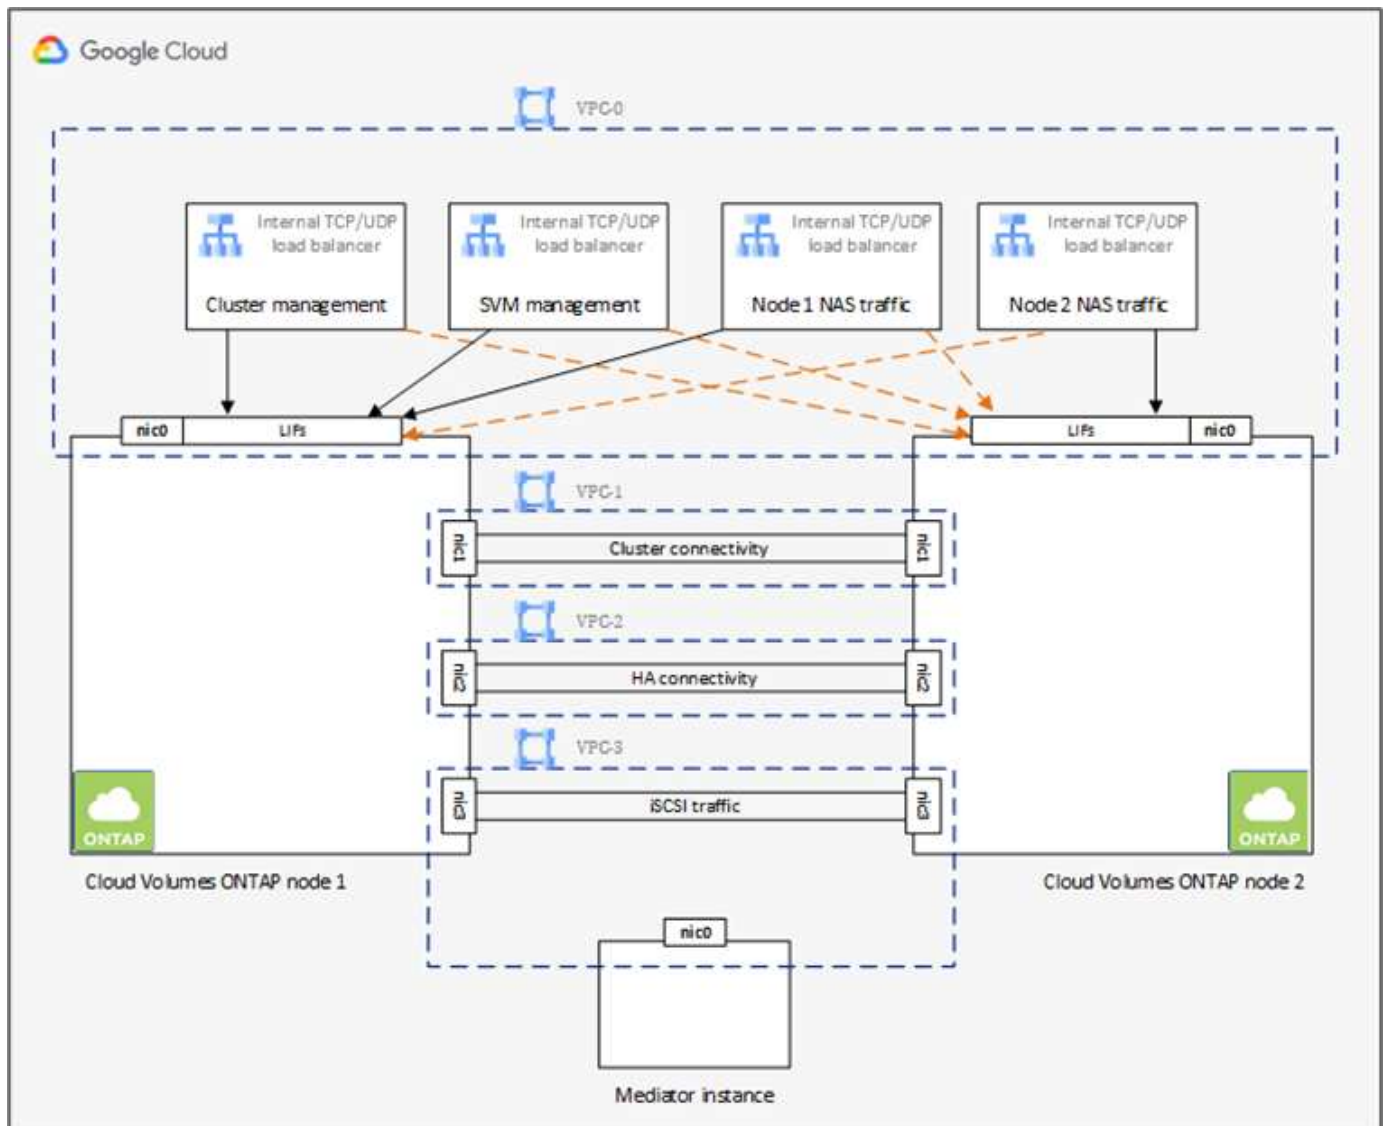 Google Cloud
VPC-0
Internal TCP/UDP
load balancer
Cluster management
Internal TCP/UDP
load balancer
SVM management
Internal TCP/UDP
load balancer
Node 1 NAS traffic
Internal TCP/UDP
load balancer
Node 2 NAS traffic
nic0
LIFs
LIFs
nic0
VPC-1
nic1
Cluster connectivity
nic1
VPC-2
nic2
HA connectivity
nic2
VPC-3
nic3
iSCSI traffic
nic3
ONTAP
ONTAP
Cloud Volumes ONTAP node 1
Cloud Volumes ONTAP node 2
nic0
Mediator instance